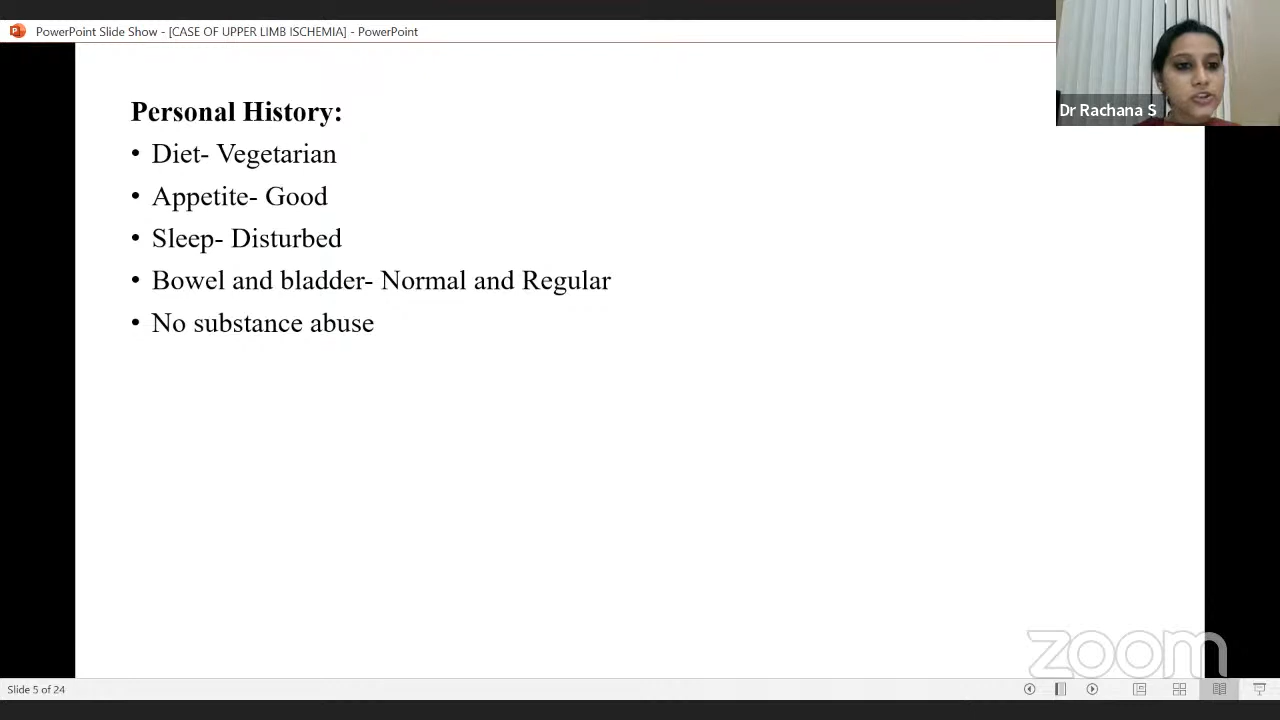 PowerPoint Slide Show - [CASE OF UPPER LIMB ISCHEMIA] - PowerPoint
Dr Rachana S
Personal History:
• Diet- Vegetarian
• Appetite- Good
• Sleep- Disturbed
• Bowel and bladder- Normal and Regular
• No substance abuse
zoom
Slide 5 of 24